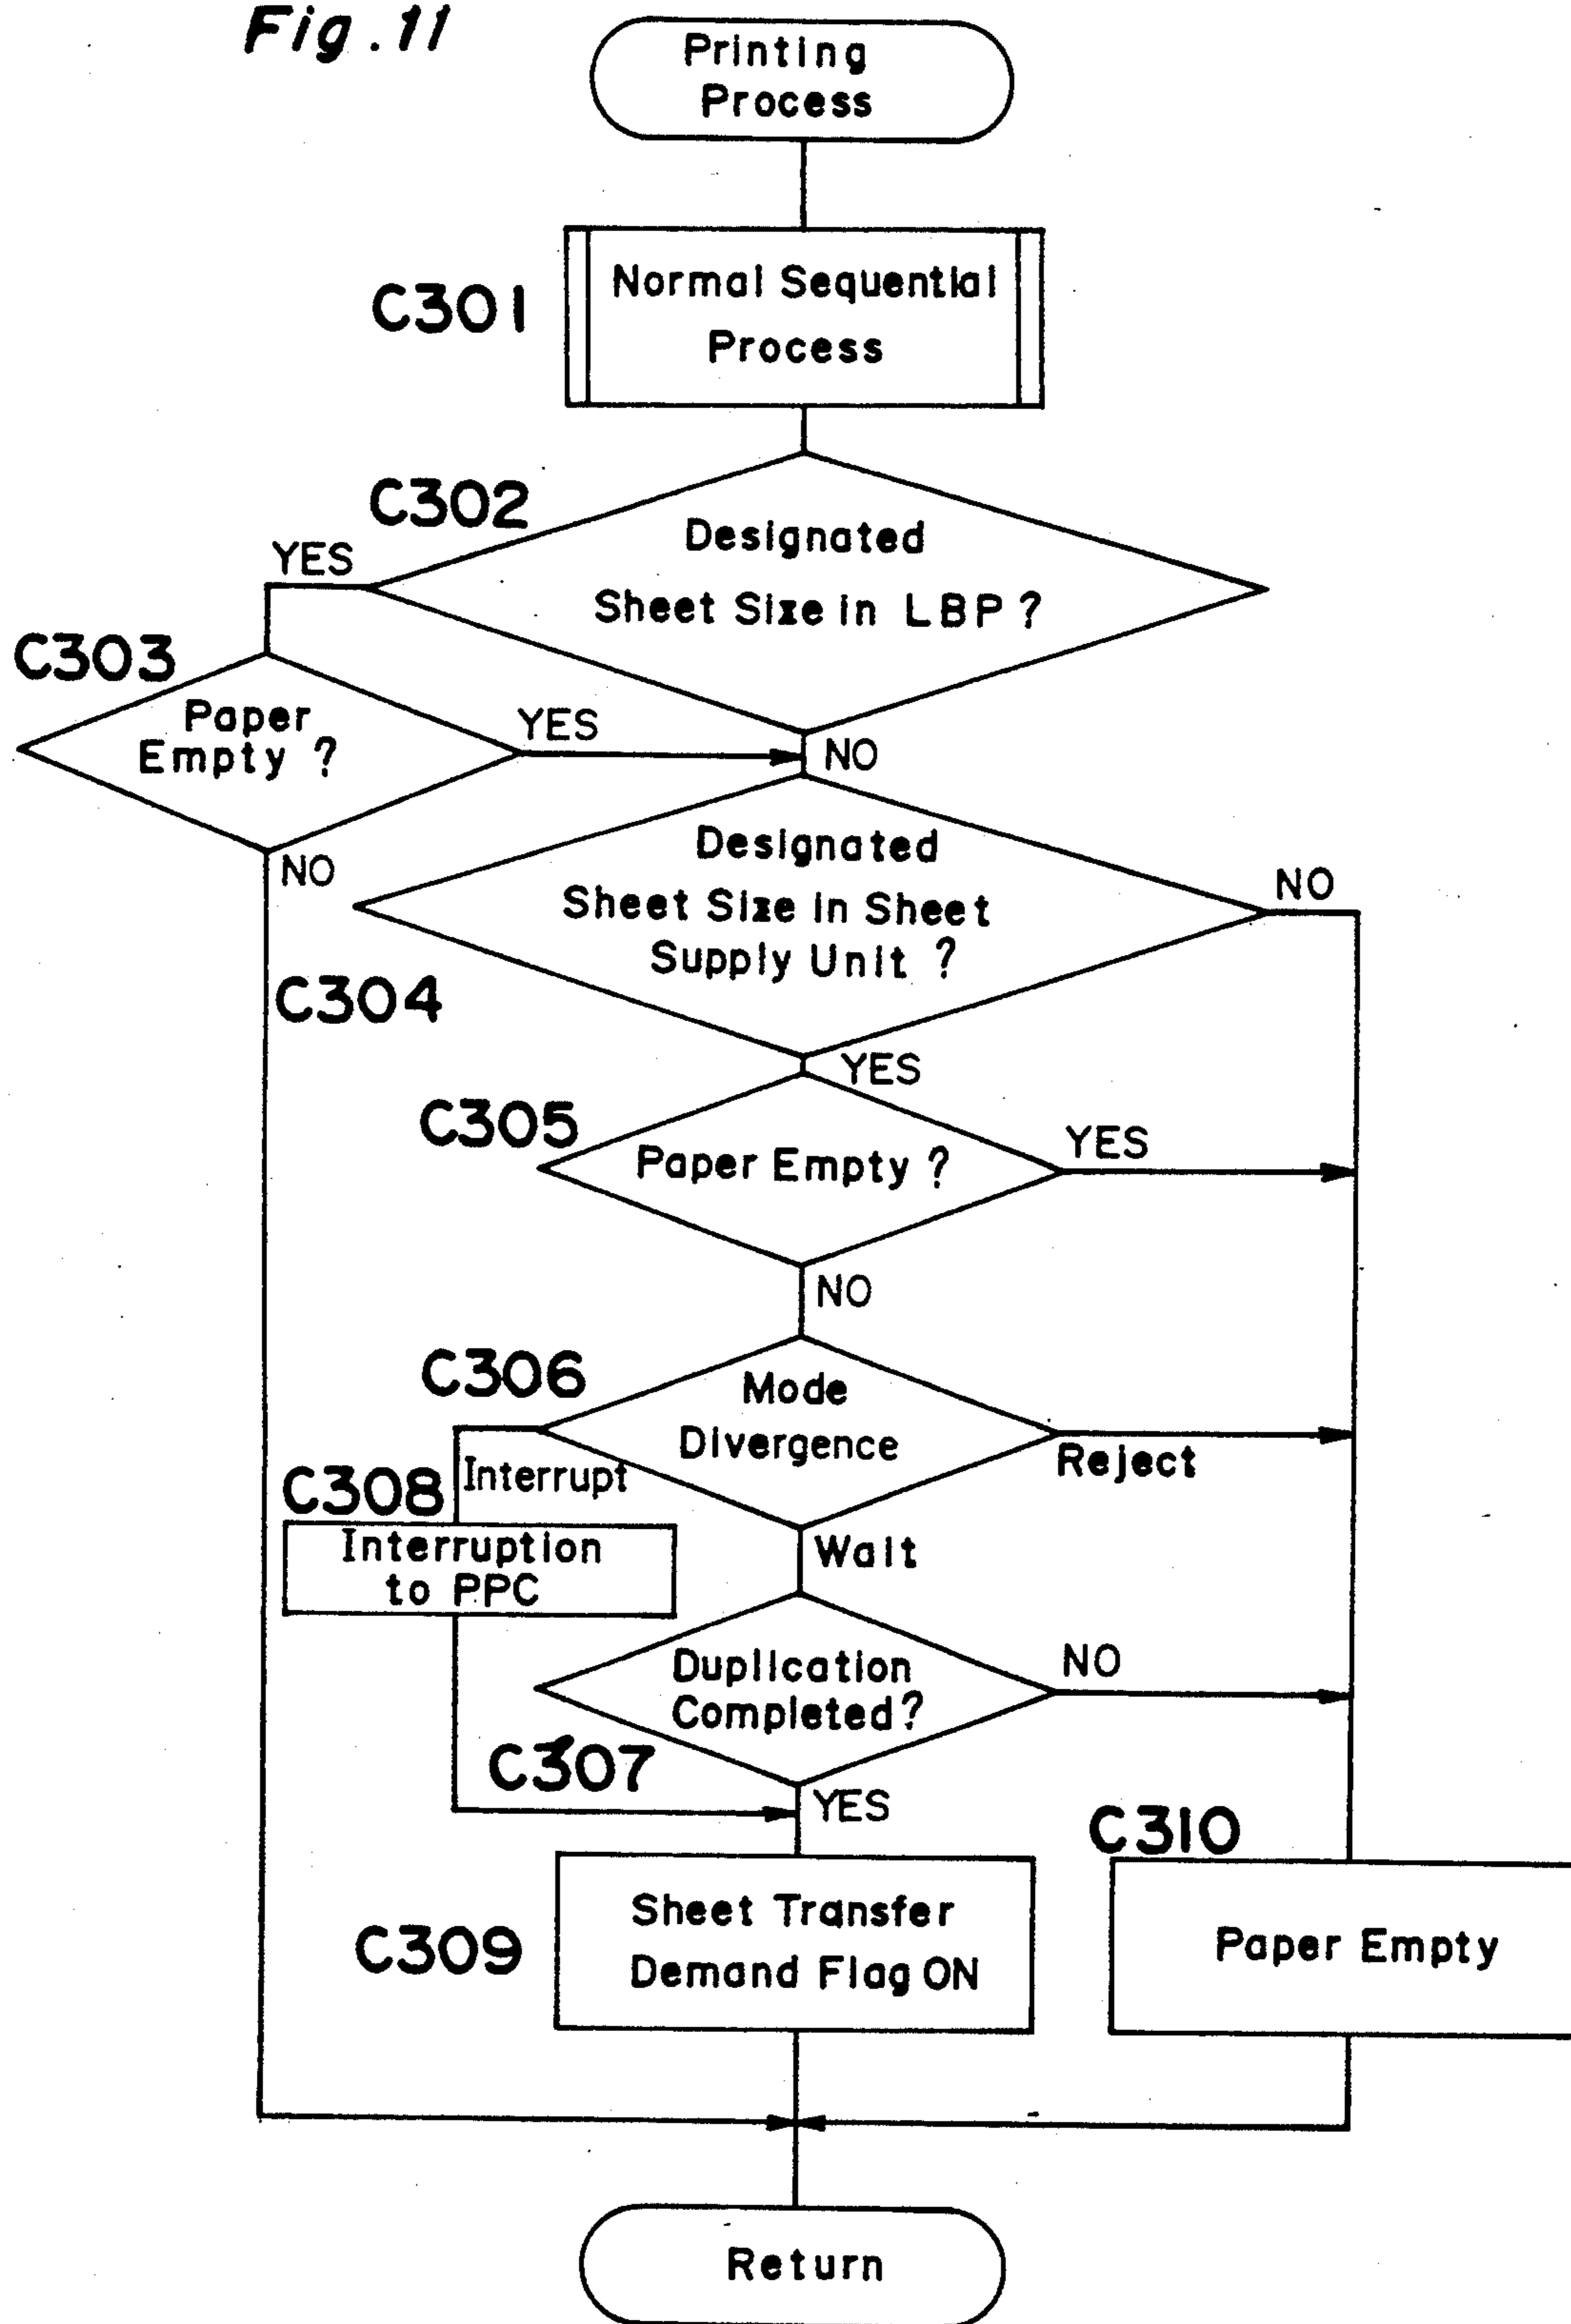 Fig. 11
Printing
Process
C301
Normal Sequential
Process
C302
Designated
Sheet Size in LBP ?
YES
NO
C303
Paper
Empty ?
YES
NO
Designated
Sheet Size in Sheet
Supply Unit ?
NO
C304
YES
C305
Paper Empty ?
YES
NO
C306
Mode
Divergence
Interrupt
Reject
C308
Interruption
to PPC
Wait
Duplication
Completed?
NO
C307
YES
C309
Sheet Transfer
Demand Flag ON
C310
Paper Empty
Return